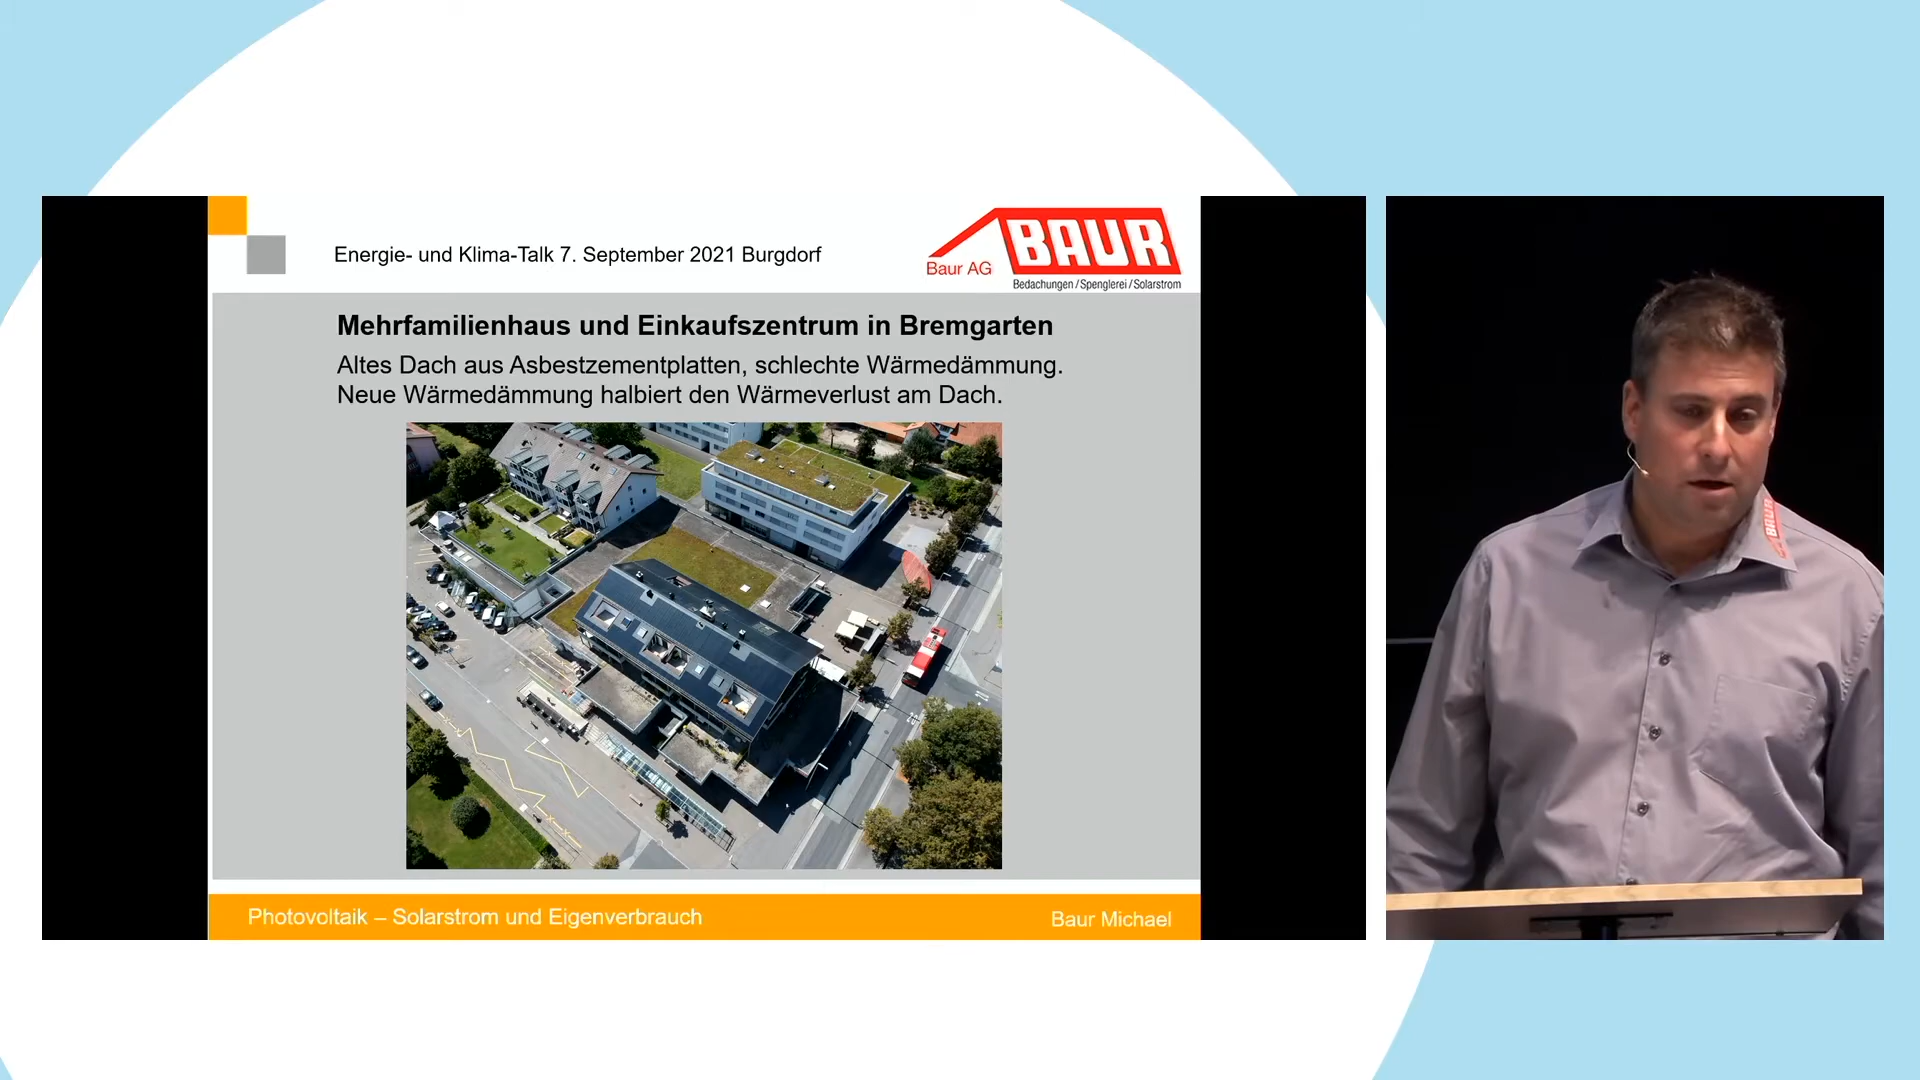 Energie- und Klima-Talk 7. September 2021 Burgdorf
BAUR
Baur AG
Bedachungen / Spenglerei / Solarstrom
Mehrfamilienhaus und Einkaufszentrum in Bremgarten
Altes Dach aus Asbestzementplatten, schlechte Wärmedämmung.
Neue Wärmedämmung halbiert den Wärmeverlust am Dach.
Photovoltaik – Solarstrom und Eigenverbrauch
Baur Michael
BAUR